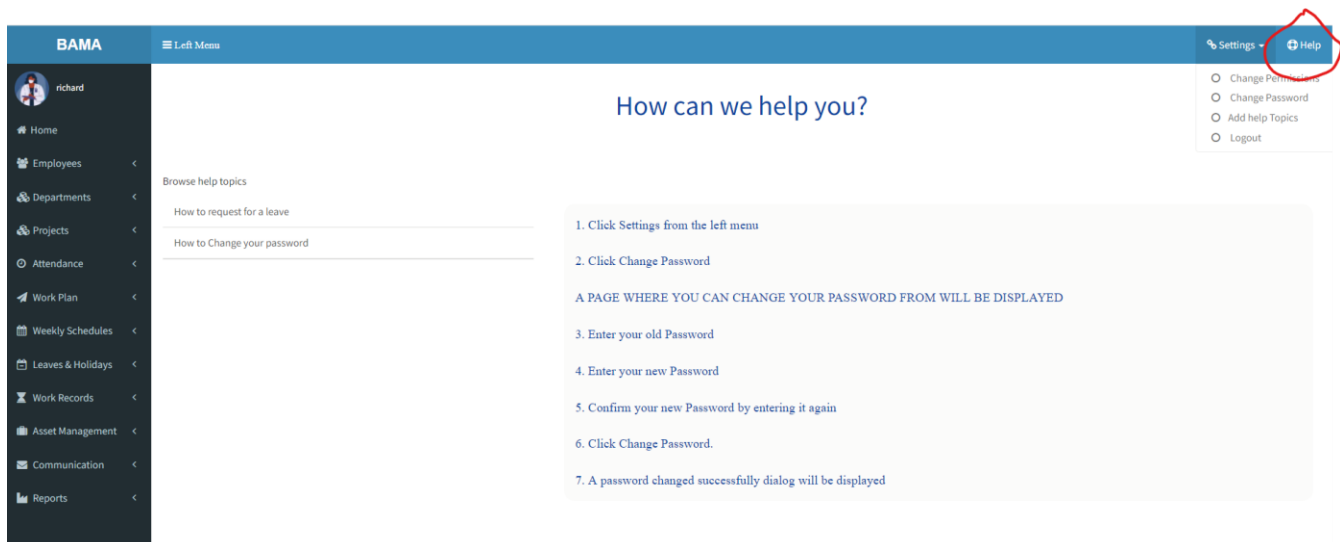 BAMA
Left Menu
Settings
Help
richard
Change Permissions
Change Password
Add help Topics
Logout
How can we help you?
Home
Employees
Departments
Projects
Attendance
Work Plan
Weekly Schedules
Leaves & Holidays
Work Records
Asset Management
Communication
Reports
Browse help topics
How to request for a leave
How to Change your password
1. Click Settings from the left menu
2. Click Change Password
A PAGE WHERE YOU CAN CHANGE YOUR PASSWORD FROM WILL BE DISPLAYED
3. Enter your old Password
4. Enter your new Password
5. Confirm your new Password by entering it again
6. Click Change Password.
7. A password changed successfully dialog will be displayed